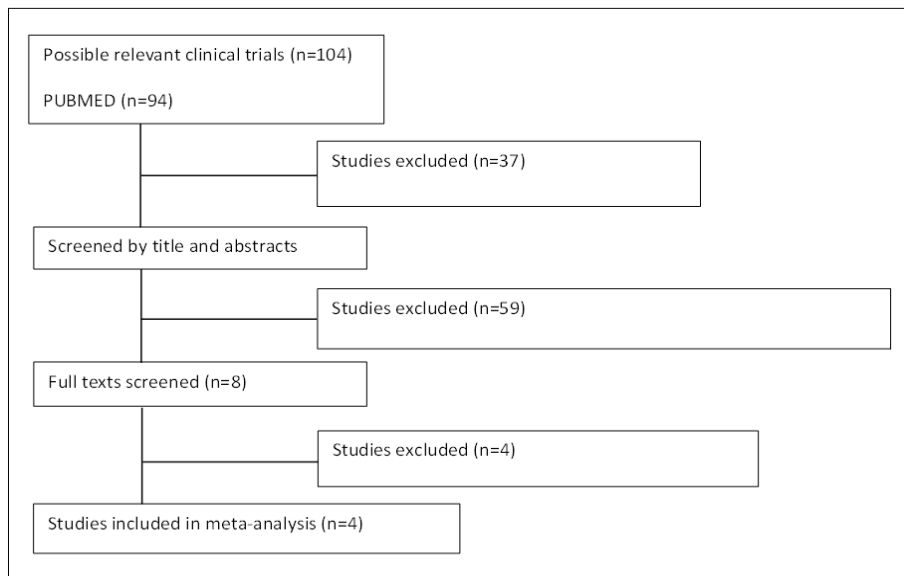 Possible relevant clinical trials (n=104)
PUBMED (n=94)
Studies excluded (n=37)
Screened by title and abstracts
Studies excluded (n=59)
Full texts screened (n=8)
Studies excluded (n=4)
Studies included in meta-analysis (n=4)